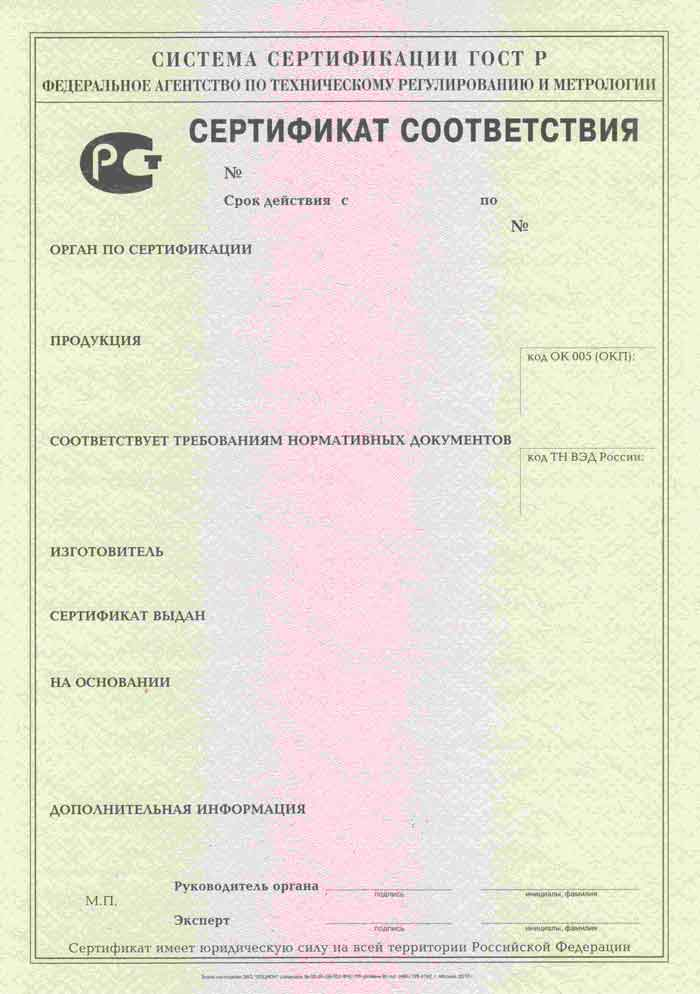 СИСТЕМА СЕРТИФИКАЦИИ ГОСТ Р
ФЕДЕРАЛЬНОЕ АГЕНТСТВО ПО ТЕХНИЧЕСКОМУ РЕГУЛИРОВАНИЮ И МЕТРОЛОГИИ
СЕРТИФИКАТ СООТВЕТСТВИЯ
РСТ
№
Срок действия с по
№
ОРГАН ПО СЕРТИФИКАЦИИ
ПРОДУКЦИЯ
код ОК 005 (ОКП):
СООТВЕТСТВУЕТ ТРЕБОВАНИЯМ НОРМАТИВНЫХ ДОКУМЕНТОВ
код ТН ВЭД России:
ИЗГОТОВИТЕЛЬ
СЕРТИФИКАТ ВЫДАН
НА ОСНОВАНИИ
ДОПОЛНИТЕЛЬНАЯ ИНФОРМАЦИЯ
Руководитель органа
подпись инициалы, фамилия
М.П.
Эксперт
подпись инициалы, фамилия
Сертификат имеет юридическую силу на всей территории Российской Федерации